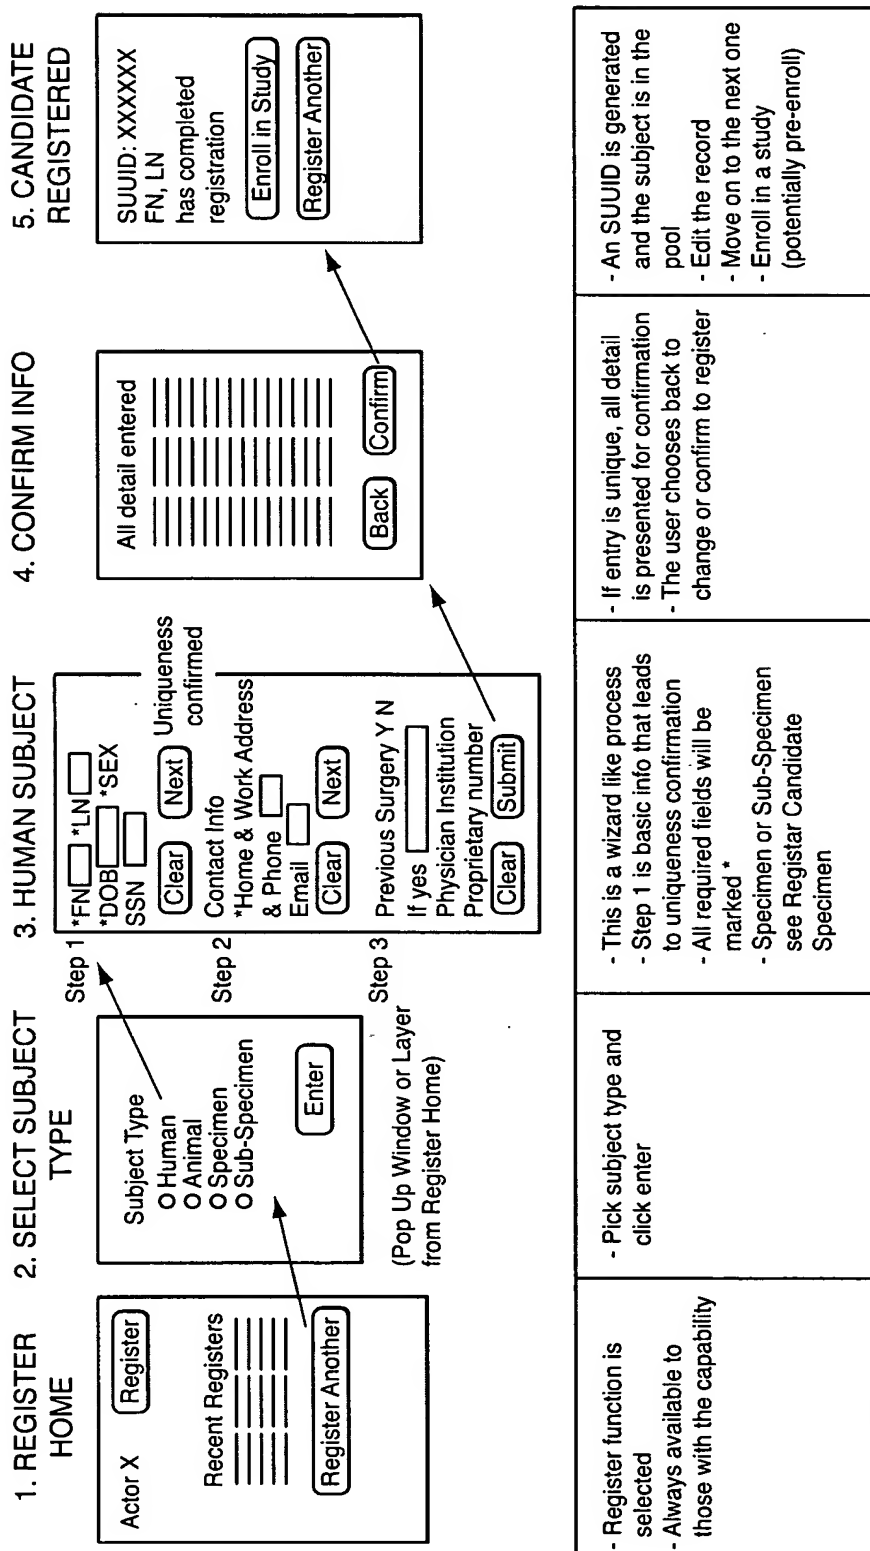 1. REGISTER
HOME
Actor X
Register
Recent Registers
Register Another
2. SELECT SUBJECT
TYPE
Subject Type
O Human
O Animal
O Specimen
O Sub-Specimen
Enter
(Pop Up Window or Layer
from Register Home)
3. HUMAN SUBJECT
Step 1
*FN *LN
*DOB *SEX
SSN
Clear Next
Uniqueness
confirmed
Step 2
Contact Info
*Home & Work Address
& Phone
Email
Clear Next
Step 3
Previous Surgery Y N
If yes
Physician Institution
Proprietary number
Clear Submit
4. CONFIRM INFO
All detail entered
Back Confirm
5. CANDIDATE
REGISTERED
SUUID: XXXXXX
FN, LN
has completed
registration
Enroll in Study
Register Another
- Register function is
selected
- Always available to
those with the capability
- Pick subject type and
click enter
- This is a wizard like process
- Step 1 is basic info that leads
to uniqueness confirmation
- All required fields will be
marked *
- Specimen or Sub-Specimen
see Registar Candidate
Specimen
- If entry is unique, all detail
is presented for confirmation
- The user chooses back to
change or confirm to register
- An SUUID is generated
and the subject is in the
pool
- Edit the record
- Move on to the next one
- Enroll in a study
(potentially pre-enroll)